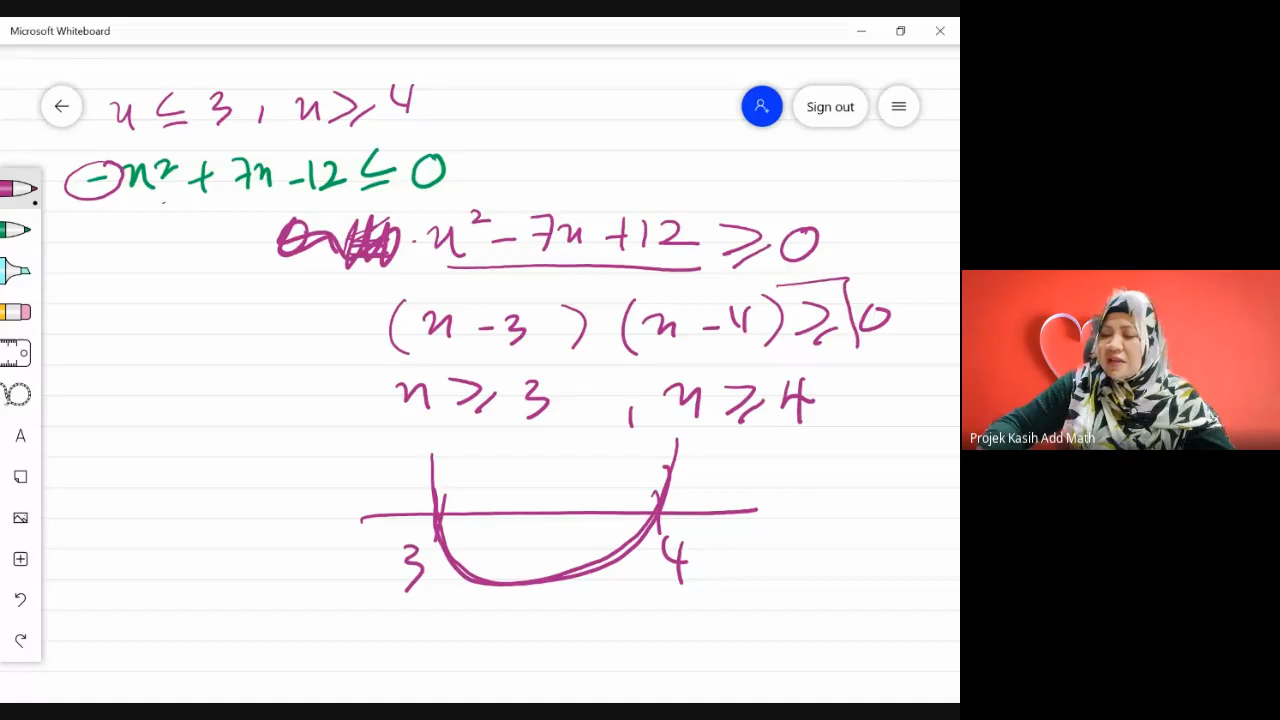 Microsoft Whiteboard
Sign out
x ≤ 3 , x ≥ 4
-x² + 7x - 12 ≤ 0
x² - 7x + 12 ≥ 0
(x - 3) (x - 4) ≥ 0
x ≥ 3 , x ≥ 4
3 4
A
Projek Kasih Add Math